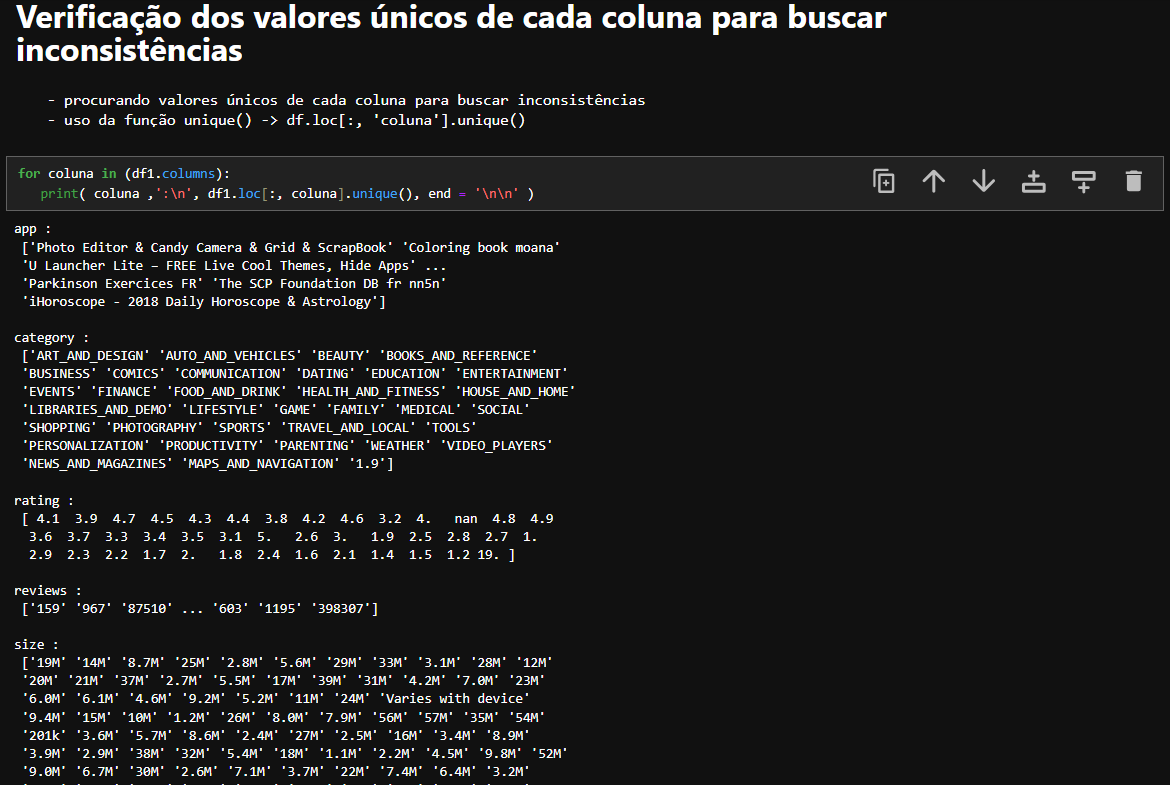 Verificação dos valores únicos de cada coluna para buscar
inconsistências
- procurando valores únicos de cada coluna para buscar inconsistências
- uso da função unique() -> df.loc[:, 'coluna'].unique()
for coluna in (df1.columns):
print( coluna ,':\n', df1.loc[:, coluna].unique(), end = '\n\n' )
app :
['Photo Editor & Candy Camera & Grid & ScrapBook' 'Coloring book moana'
'U Launcher Lite – FREE Live Cool Themes, Hide Apps' ...
'Parkinson Exercices FR' 'The SCP Foundation DB fr nn5n'
'iHoroscope - 2018 Daily Horoscope & Astrology']
category :
['ART_AND_DESIGN' 'AUTO_AND_VEHICLES' 'BEAUTY' 'BOOKS_AND_REFERENCE'
'BUSINESS' 'COMICS' 'COMMUNICATION' 'DATING' 'EDUCATION' 'ENTERTAINMENT'
'EVENTS' 'FINANCE' 'FOOD_AND_DRINK' 'HEALTH_AND_FITNESS' 'HOUSE_AND_HOME'
'LIBRARIES_AND_DEMO' 'LIFESTYLE' 'GAME' 'FAMILY' 'MEDICAL' 'SOCIAL'
'SHOPPING' 'PHOTOGRAPHY' 'SPORTS' 'TRAVEL_AND_LOCAL' 'TOOLS'
'PERSONALIZATION' 'PRODUCTIVITY' 'PARENTING' 'WEATHER' 'VIDEO_PLAYERS'
'NEWS_AND_MAGAZINES' 'MAPS_AND_NAVIGATION' '1.9']
rating :
[ 4.1 3.9 4.7 4.5 4.3 4.4 3.8 4.2 4.6 3.2 4. nan 4.8 4.9
3.6 3.7 3.3 3.4 3.5 3.1 5. 2.6 3. 1.9 2.5 2.8 2.7 1.
2.9 2.3 2.2 1.7 2. 1.8 2.4 1.6 2.1 1.4 1.5 1.2 19. ]
reviews :
['159' '967' '87510' ... '603' '1195' '398307']
size :
['19M' '14M' '8.7M' '25M' '2.8M' '5.6M' '29M' '33M' '3.1M' '28M' '12M'
'20M' '21M' '37M' '2.7M' '5.5M' '17M' '39M' '31M' '4.2M' '7.0M' '23M'
'6.0M' '6.1M' '4.6M' '9.2M' '5.2M' '11M' '24M' 'Varies with device'
'9.4M' '15M' '10M' '1.2M' '26M' '8.0M' '7.9M' '56M' '57M' '35M' '54M'
'201k' '3.6M' '5.7M' '8.6M' '2.4M' '27M' '2.5M' '16M' '3.4M' '8.9M'
'3.9M' '2.9M' '38M' '32M' '5.4M' '18M' '1.1M' '2.2M' '4.5M' '9.8M' '52M'
'9.0M' '6.7M' '30M' '2.6M' '7.1M' '3.7M' '22M' '7.4M' '6.4M' '3.2M'